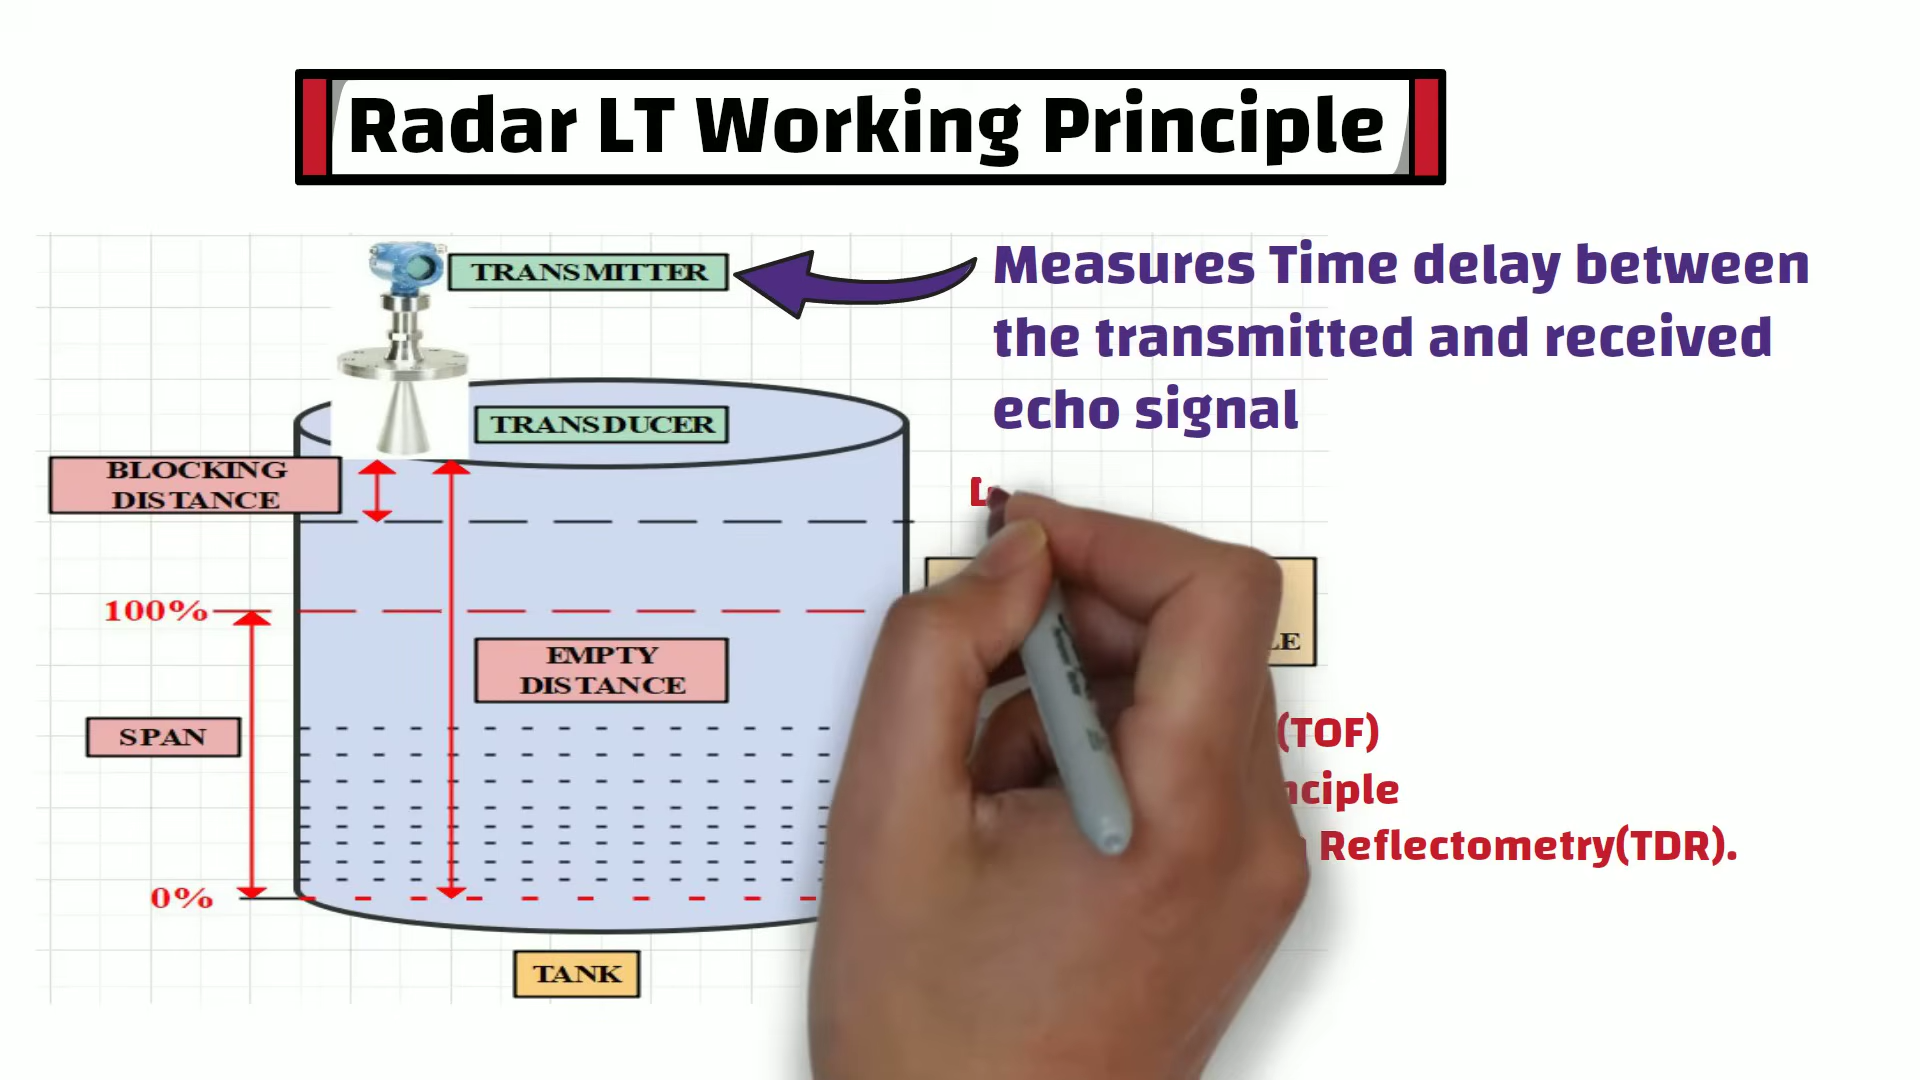 Radar LT Working Principle
TRANSMITTER
Measures Time delay between
the transmitted and received
echo signal
TRANSDUCER
BLOCKING
DISTANCE
100%
EMPTY
DISTANCE
SPAN
(TOF)
Reflectometry(TDR).
0%
TANK